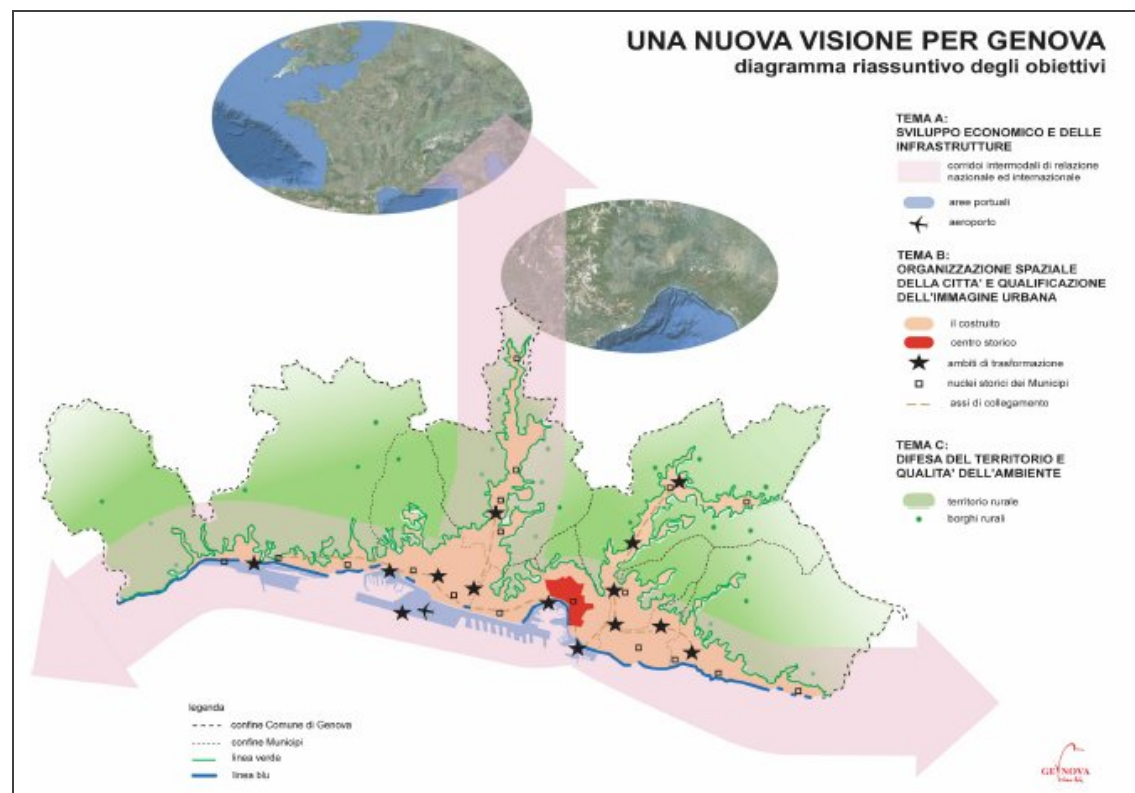 UNA NUOVA VISIONE PER GENOVA
diagramma riassuntivo degli obiettivi
TEMA A:
SVILUPPO ECONOMICO E DELLE
INFRASTRUTTURE
corridoi intermodali di relazione
nazionale ed internazionale
aree portuali
aeroporto
TEMA B:
ORGANIZZAZIONE SPAZIALE
DELLA CITTA' E QUALIFICAZIONE
DELL'IMMAGINE URBANA
il costruito
centro storico
ambiti di trasformazione
nuclei storici dei Municipi
assi di collegamento
TEMA C:
DIFESA DEL TERRITORIO E
QUALITA' DELL'AMBIENTE
territorio rurale
borghi rurali
legenda
confine Comune di Genova
confine Municipi
linea verde
linea blu
GENOVA